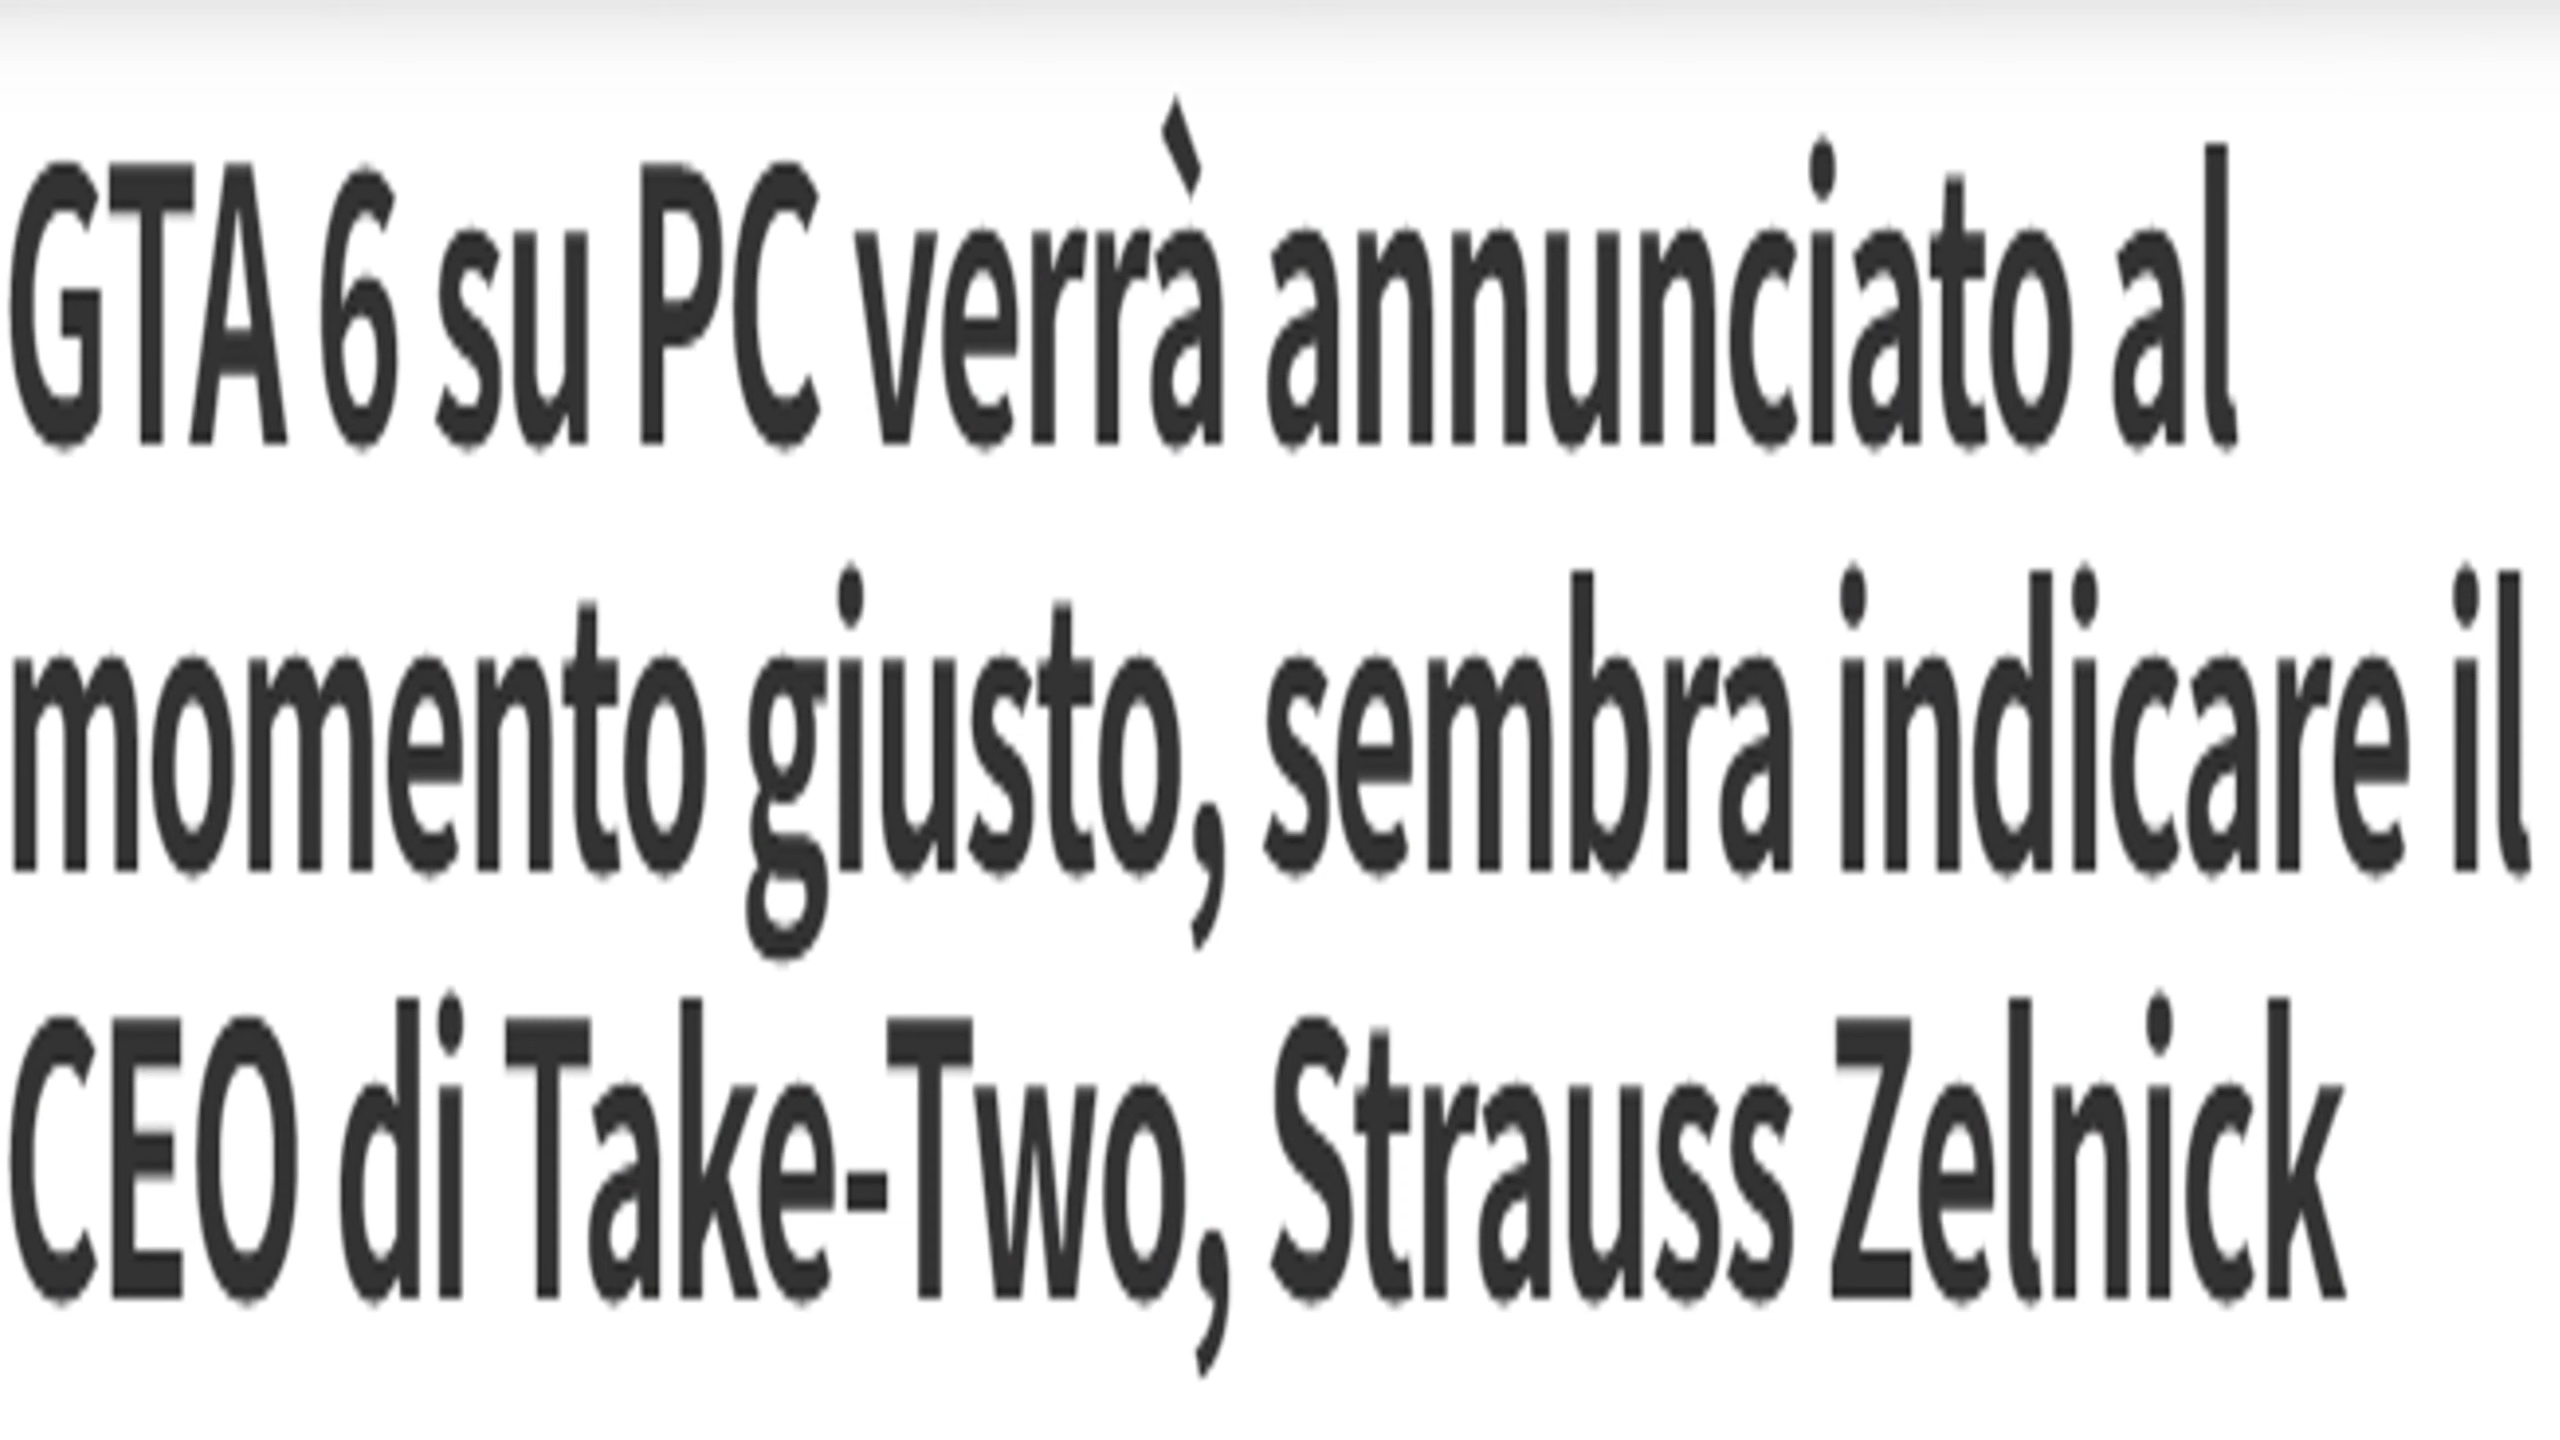 GTA 6 su PC verrà annunciato al
momento giusto, sembra indicare il
CEO di Take-Two, Strauss Zelnick